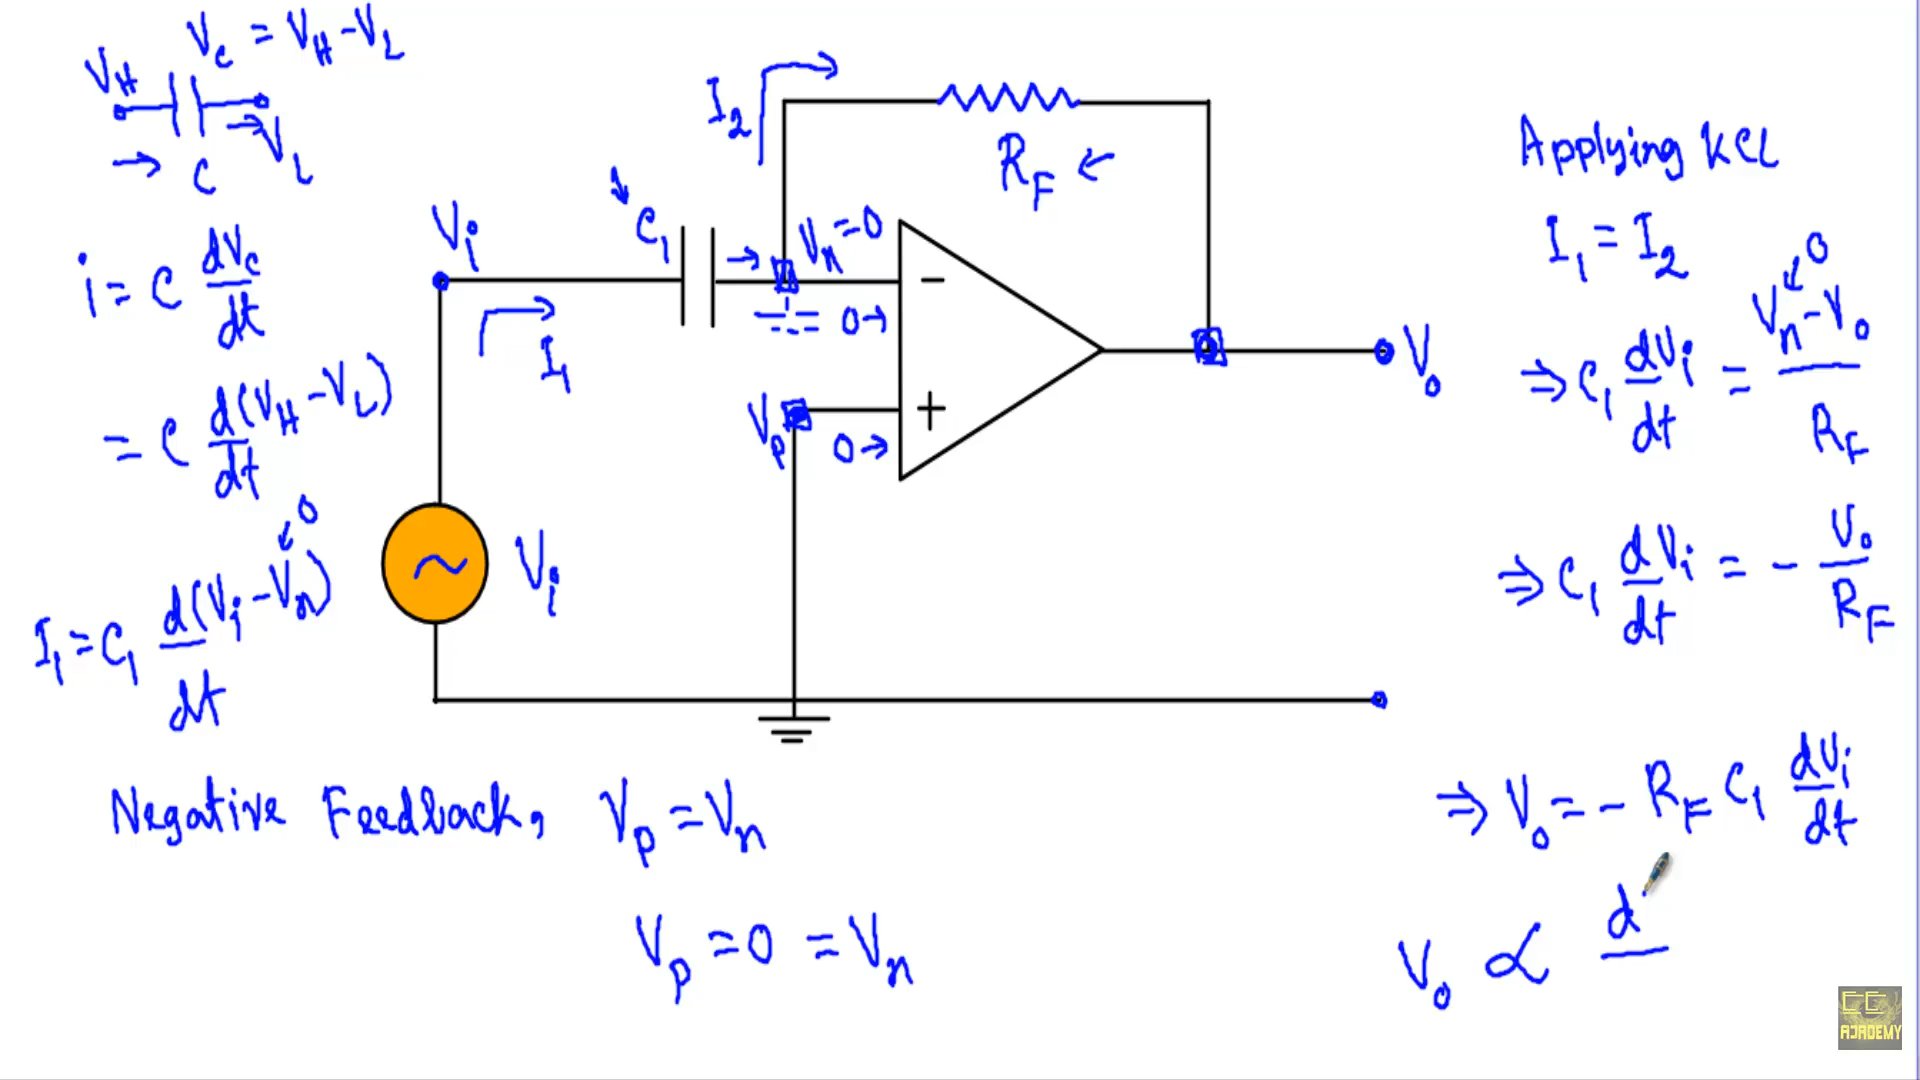 V_c = V_H - V_L
V_H
V_L
C
i = C dV_c/dt
= C d(V_H - V_L)/dt
0
I_1 = C_1 d(V_i - V_n)/dt
Negative Feedback, V_p = V_n
V_p = 0 = V_n
I_2
R_F
V_i
C_1
V_n = 0
I_1
0
-
V_p
0
+
V_o
V_i
Applying KCL
I_1 = I_2
0
⇒ C_1 dV_i/dt = (V_n - V_o)/R_F
⇒ C_1 dV_i/dt = - V_o/R_F
⇒ V_o = - R_F C_1 dV_i/dt
V_o ∝ d
EE
ACADEMY